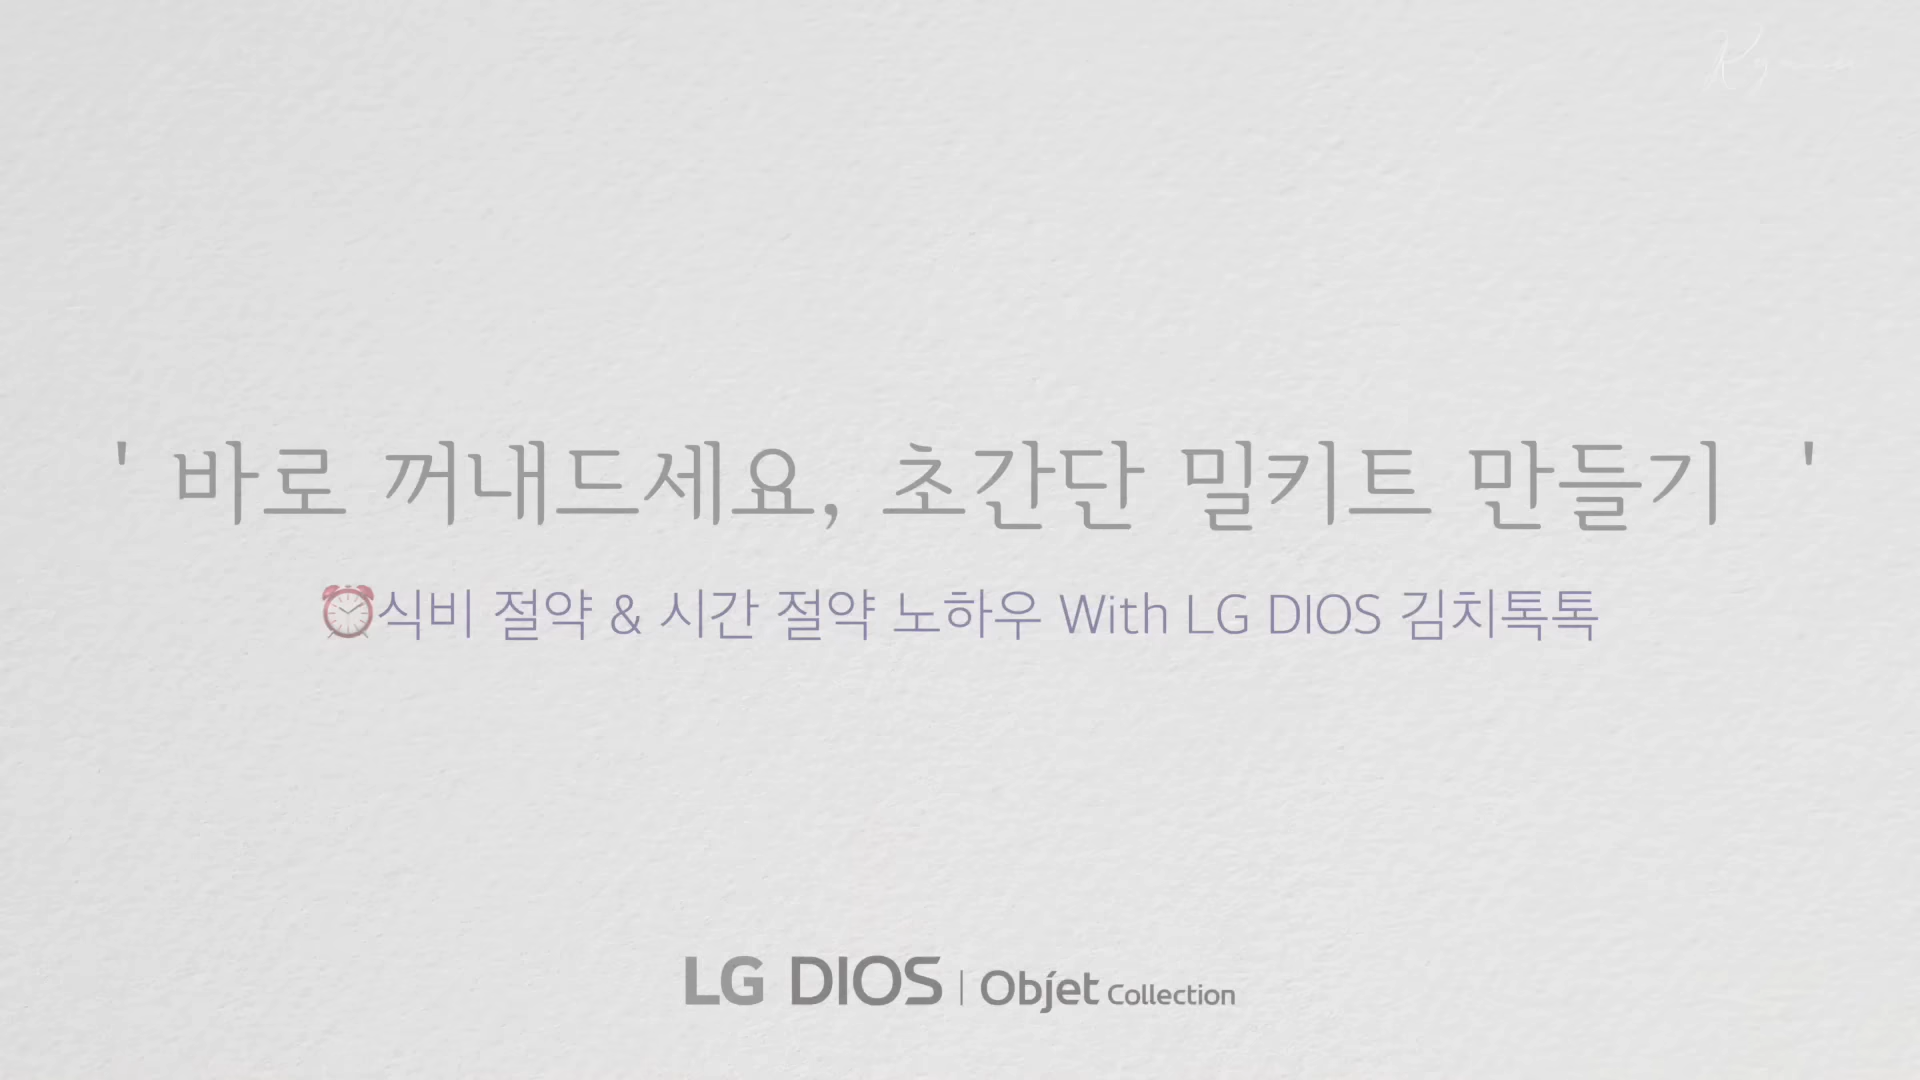 ' 바로 꺼내드세요, 초간단 밀키트 만들기 '
⏰식비 절약 & 시간 절약 노하우 With LG DIOS 김치톡톡
LG DIOS | Objet Collection